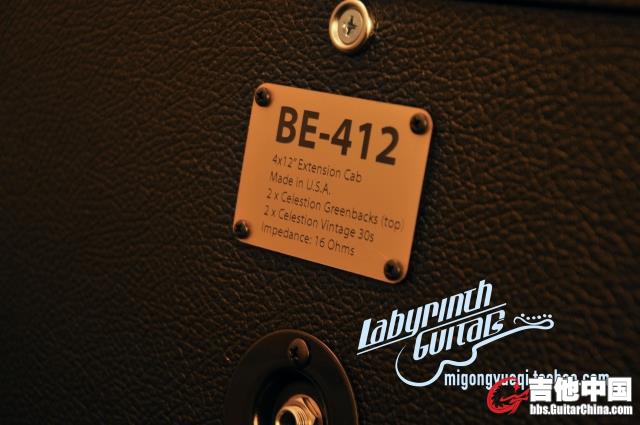 BE-412
4x12" Extension Cab
Made in U.S.A.
2 x Celestion Greenbacks (top)
2 x Celestion Vintage 30s
Impedance: 16 Ohms
Labyrinth
Guitars
migongyueqi.taobao.com
吉他中国
bbs.GuitarChina.com